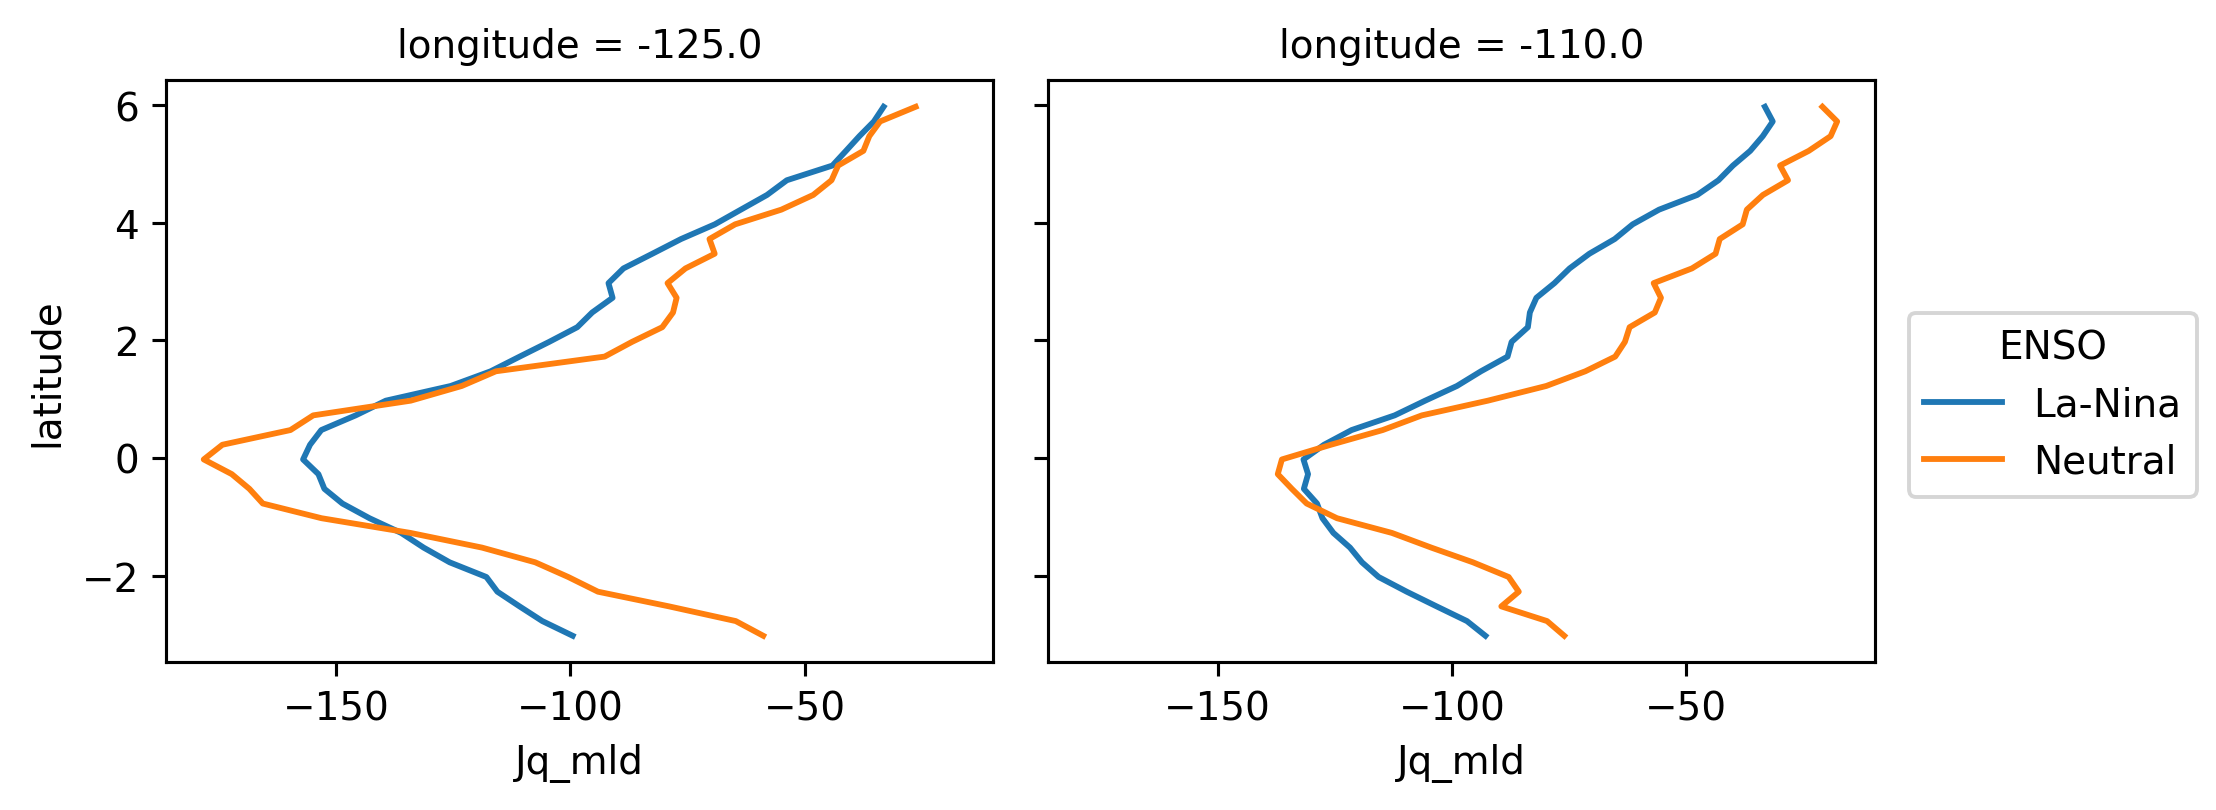 longitude = -125.0
longitude = -110.0
latitude
6
4
2
0
−2
−150
−100
−50
−150
−100
−50
Jq_mld
Jq_mld
ENSO
La-Nina
Neutral